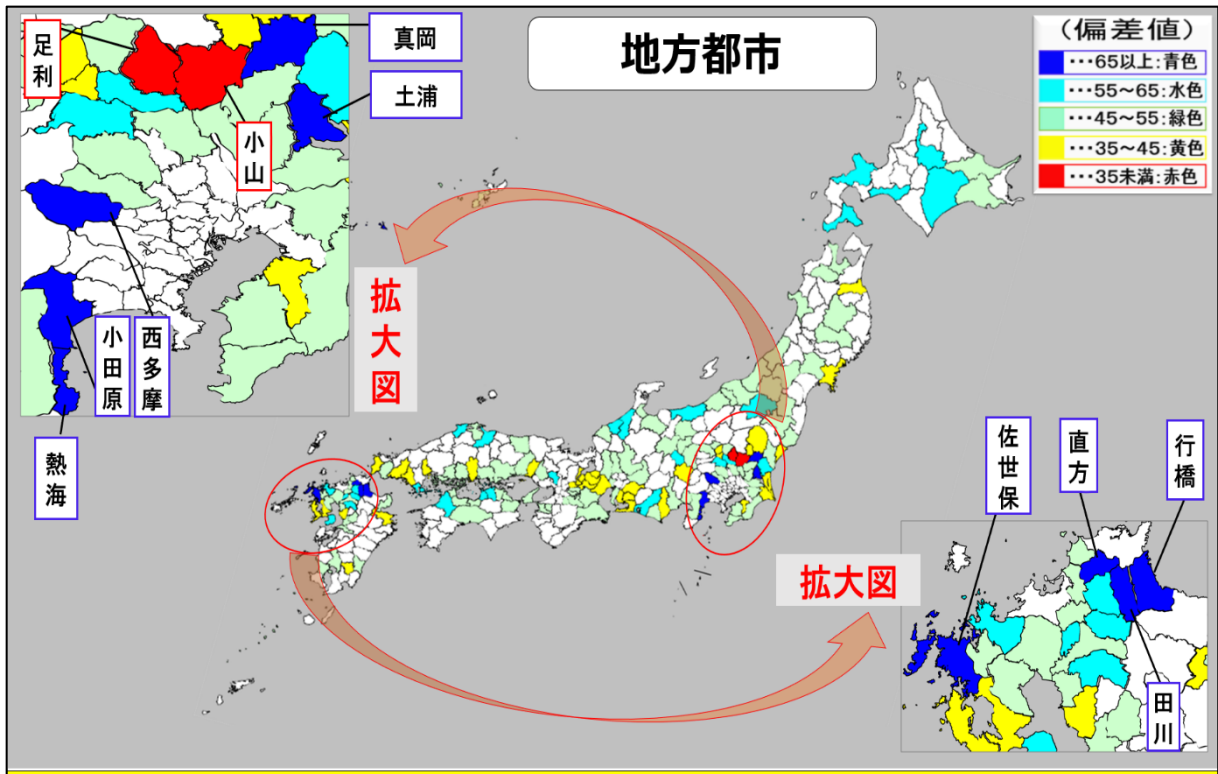 地方都市
(偏差値)
・・・65以上:青色
・・・55～65:水色
・・・45～55:緑色
・・・35～45:黄色
・・・35未満:赤色
足利
真岡
土浦
小山
小田原
西多摩
熱海
拡大図
佐世保
直方
行橋
田川
拡大図